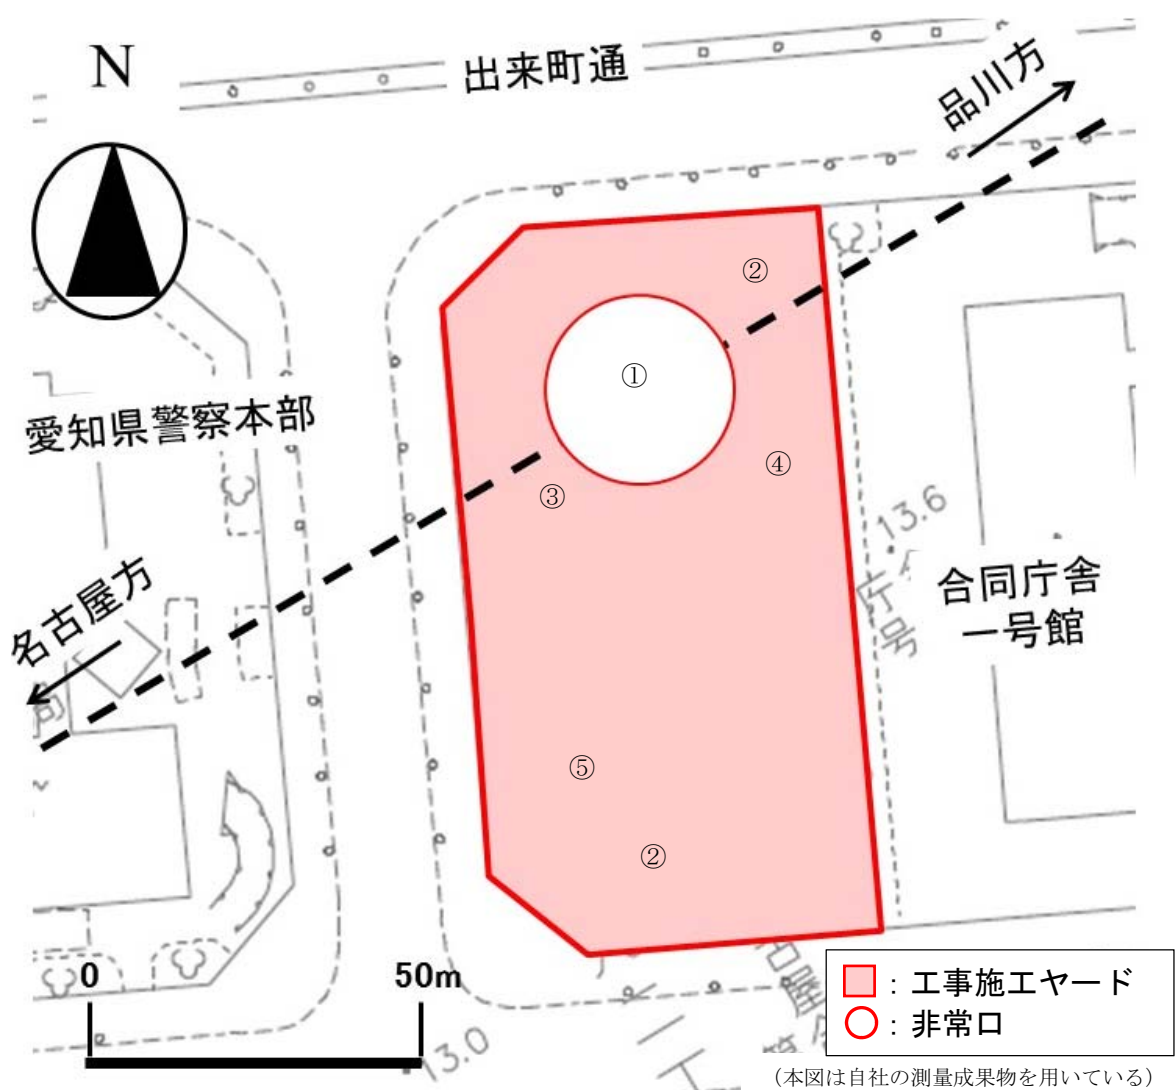 N
出来町通
品川方
②
①
愛知県警察本部
④
③
13.6
合同庁舎
一号館
庁
号
名古屋方
⑤
②
0
50m
：工事施工ヤード
：非常口
13.0
（本図は自社の測量成果物を用いている）